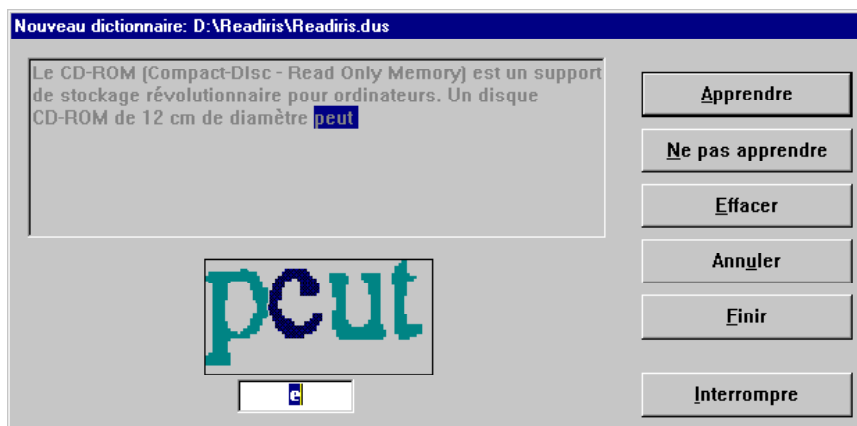 Nouveau dictionnaire: D:\Readiris\Readiris.dus
Le CD-ROM (Compact-DIsc - Read Only Memory) est un support
de stockage révolutionnaire pour ordinateurs. Un disque
CD-ROM de 12 cm de diamètre peut
Apprendre
Ne pas apprendre
Effacer
Annuler
Finir
Interrompre
pcut
e